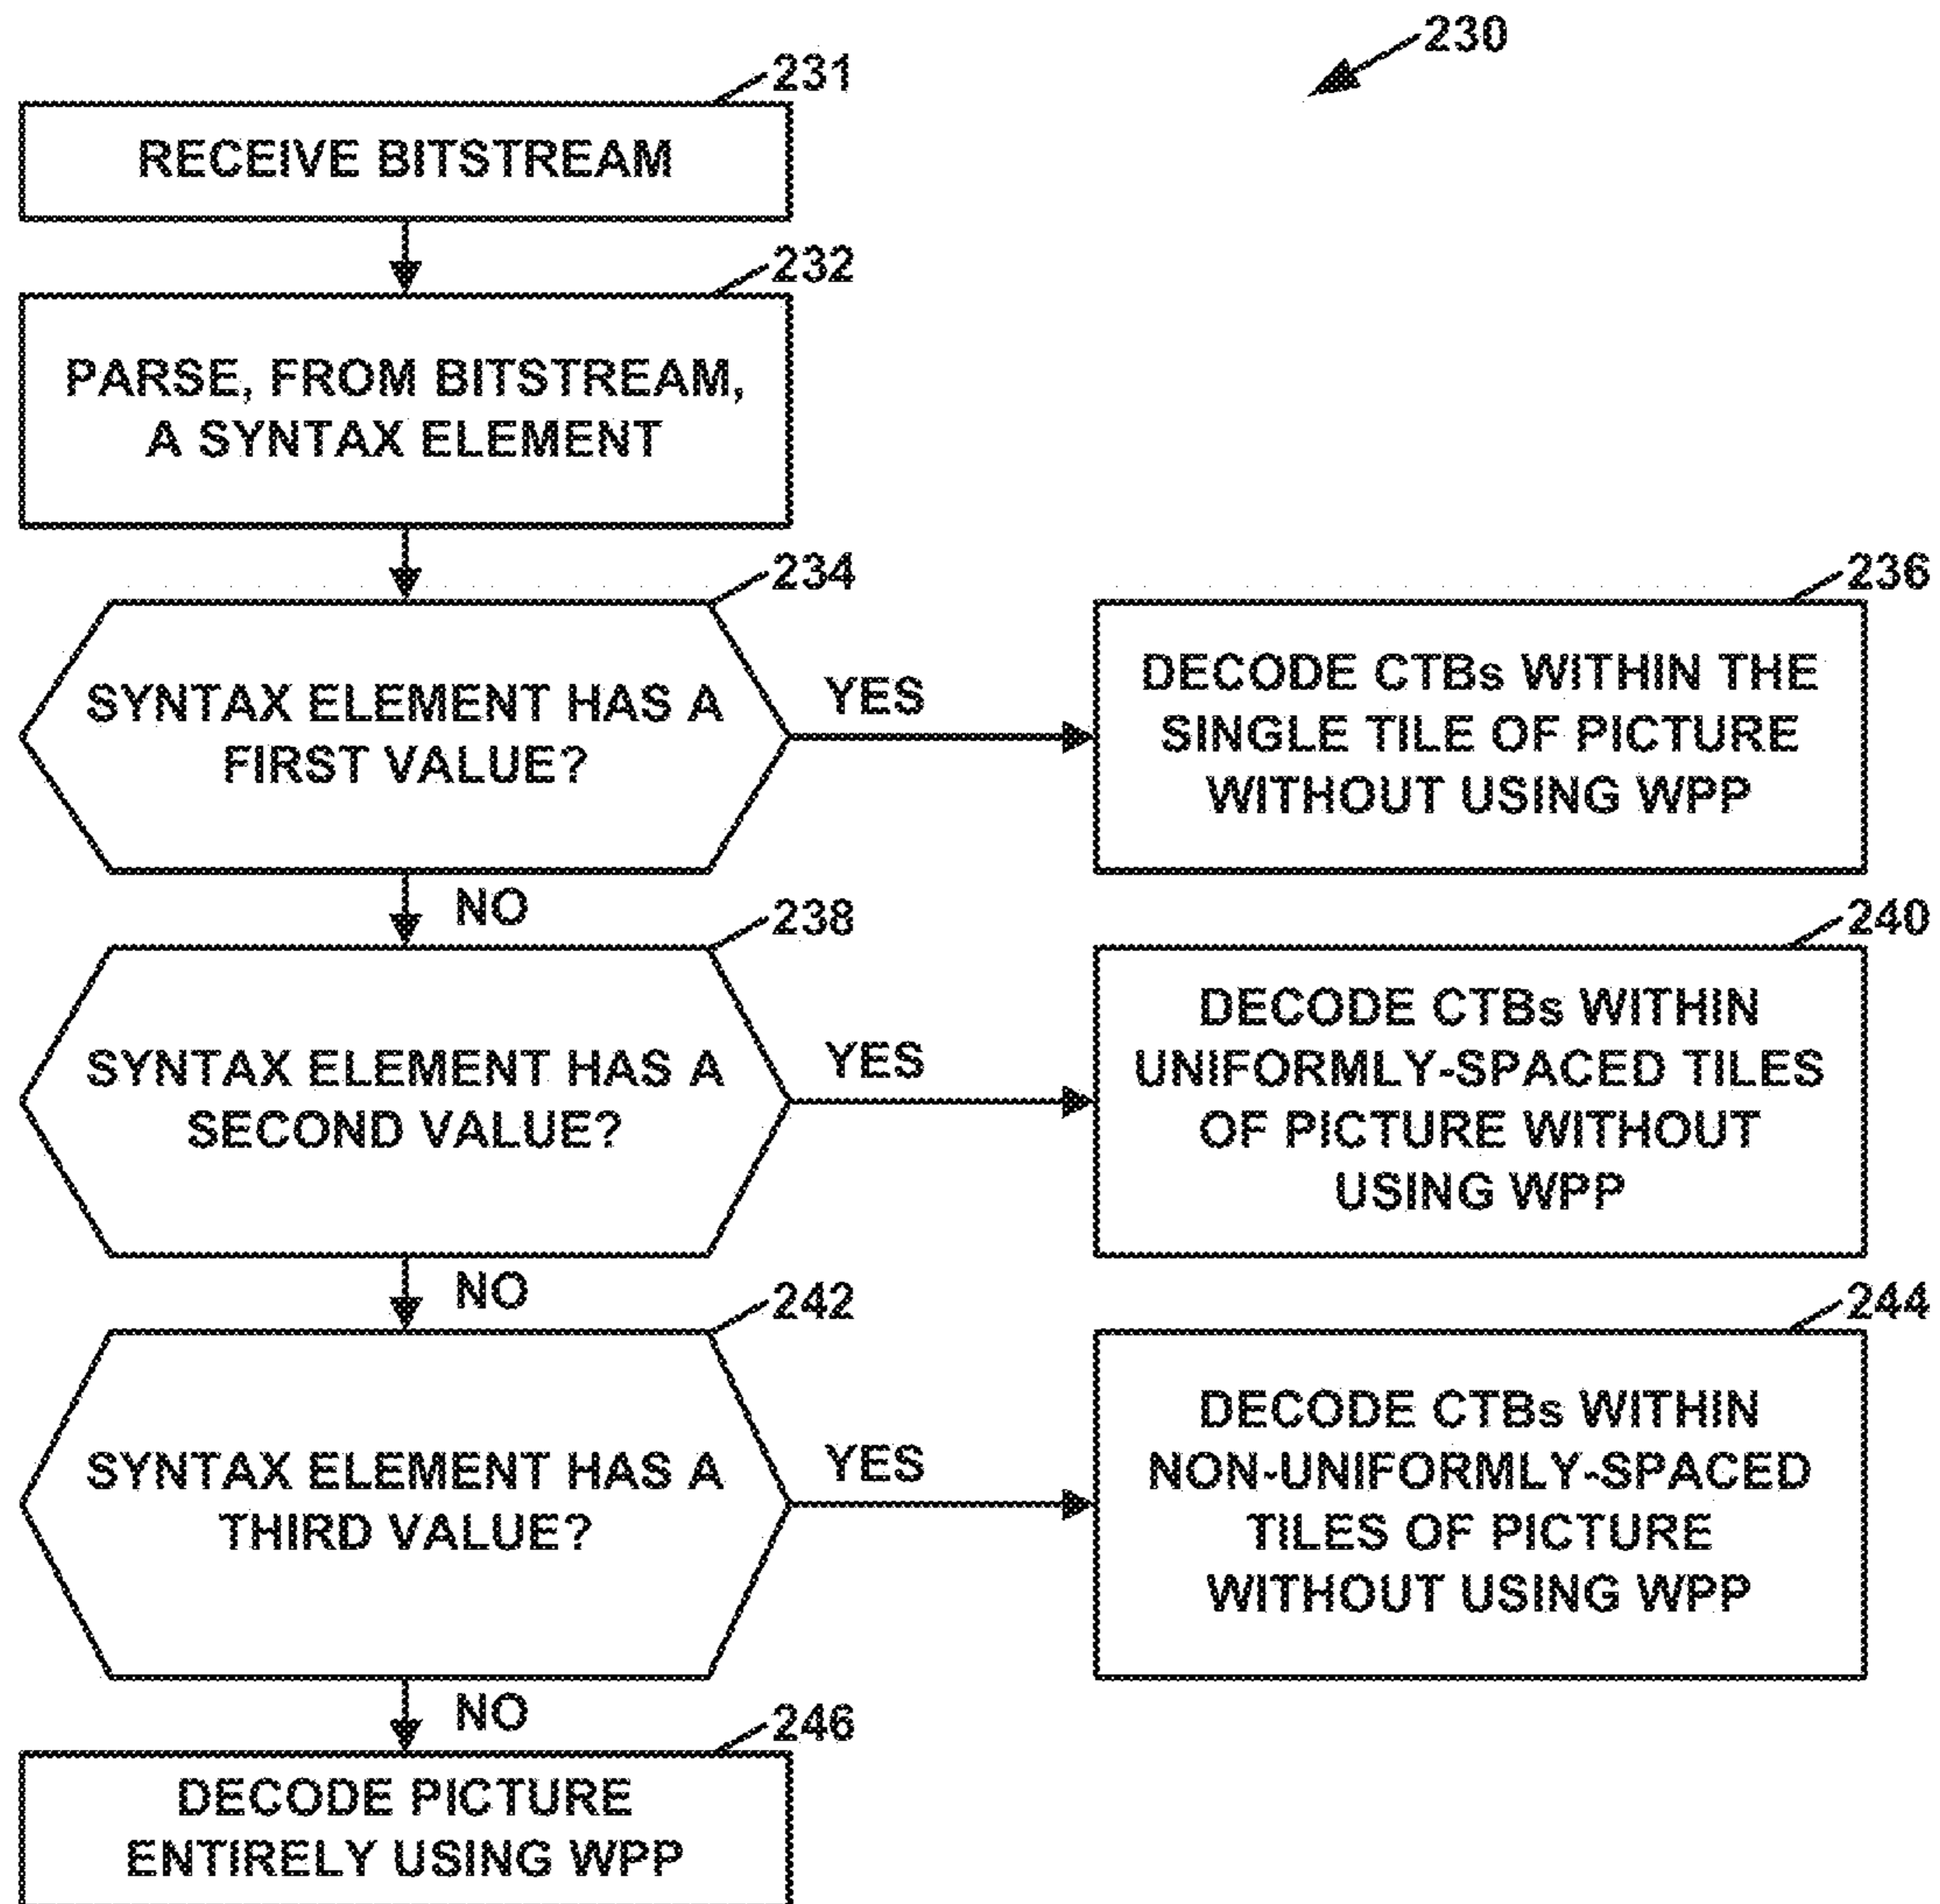 230
231
RECEIVE BITSTREAM
232
PARSE, FROM BITSTREAM,
A SYNTAX ELEMENT
234
SYNTAX ELEMENT HAS A
FIRST VALUE?
YES
236
DECODE CTBs WITHIN THE
SINGLE TILE OF PICTURE
WITHOUT USING WPP
NO
238
SYNTAX ELEMENT HAS A
SECOND VALUE?
YES
240
DECODE CTBs WITHIN
UNIFORMLY-SPACED TILES
OF PICTURE WITHOUT
USING WPP
NO
242
SYNTAX ELEMENT HAS A
THIRD VALUE?
YES
244
DECODE CTBs WITHIN
NON-UNIFORMLY-SPACED
TILES OF PICTURE
WITHOUT USING WPP
NO
246
DECODE PICTURE
ENTIRELY USING WPP